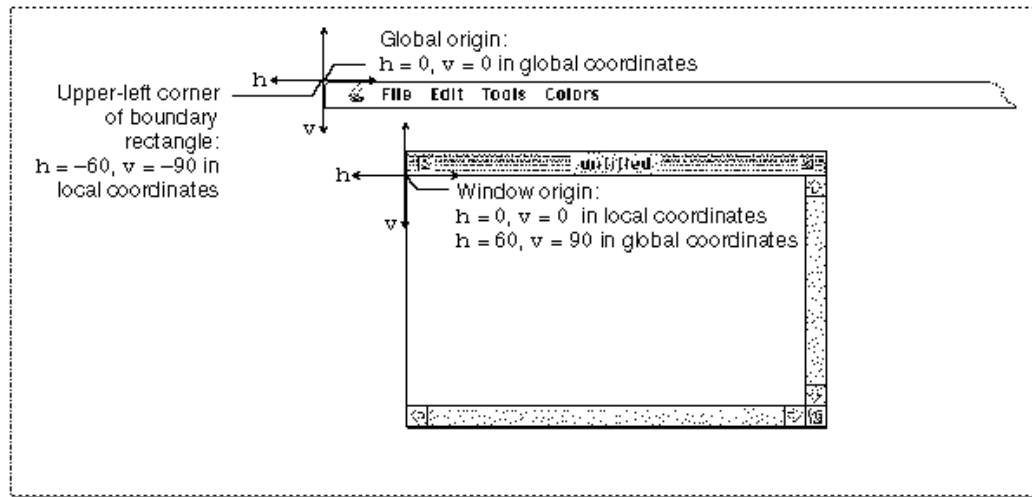 Global origin:
h = 0, v = 0 in global coordinates
h
Upper-left corner
of boundary
rectangle:
h = −60, v = −90 in
local coordinates
File Edit Tools Colors
v
untitled
h
Window origin:
h = 0, v = 0 in local coordinates
h = 60, v = 90 in global coordinates
v